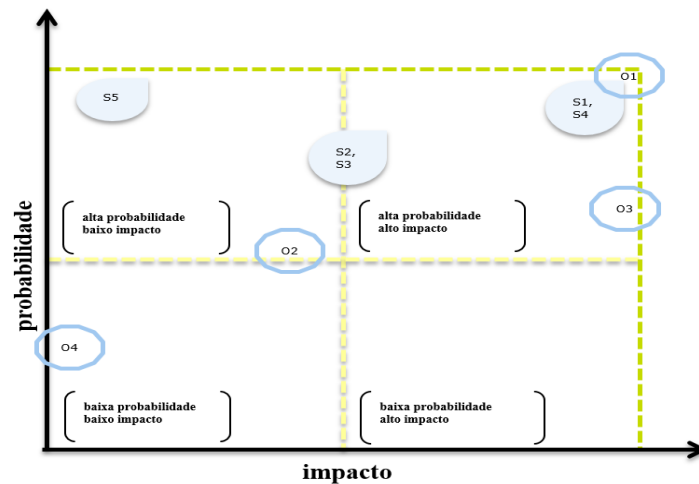 O1
S5
S1,
S4
S2,
S3
O3
alta probabilidade
baixo impacto
alta probabilidade
alto impacto
O2
probabilidade
O4
baixa probabilidade
baixo impacto
baixa probabilidade
alto impacto
impacto